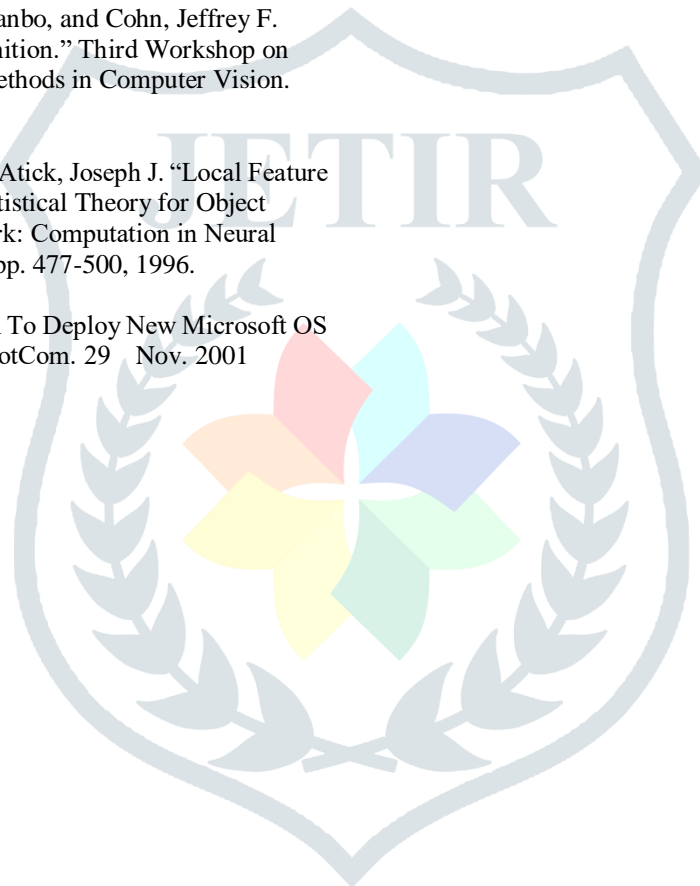 anbo, and Cohn, Jeffrey F.
nition.” Third Workshop on
ethods in Computer Vision.
Atick, Joseph J. “Local Feature
tistical Theory for Object
rk: Computation in Neural
pp. 477-500, 1996.
To Deploy New Microsoft OS
otCom. 29 Nov. 2001
JETIR